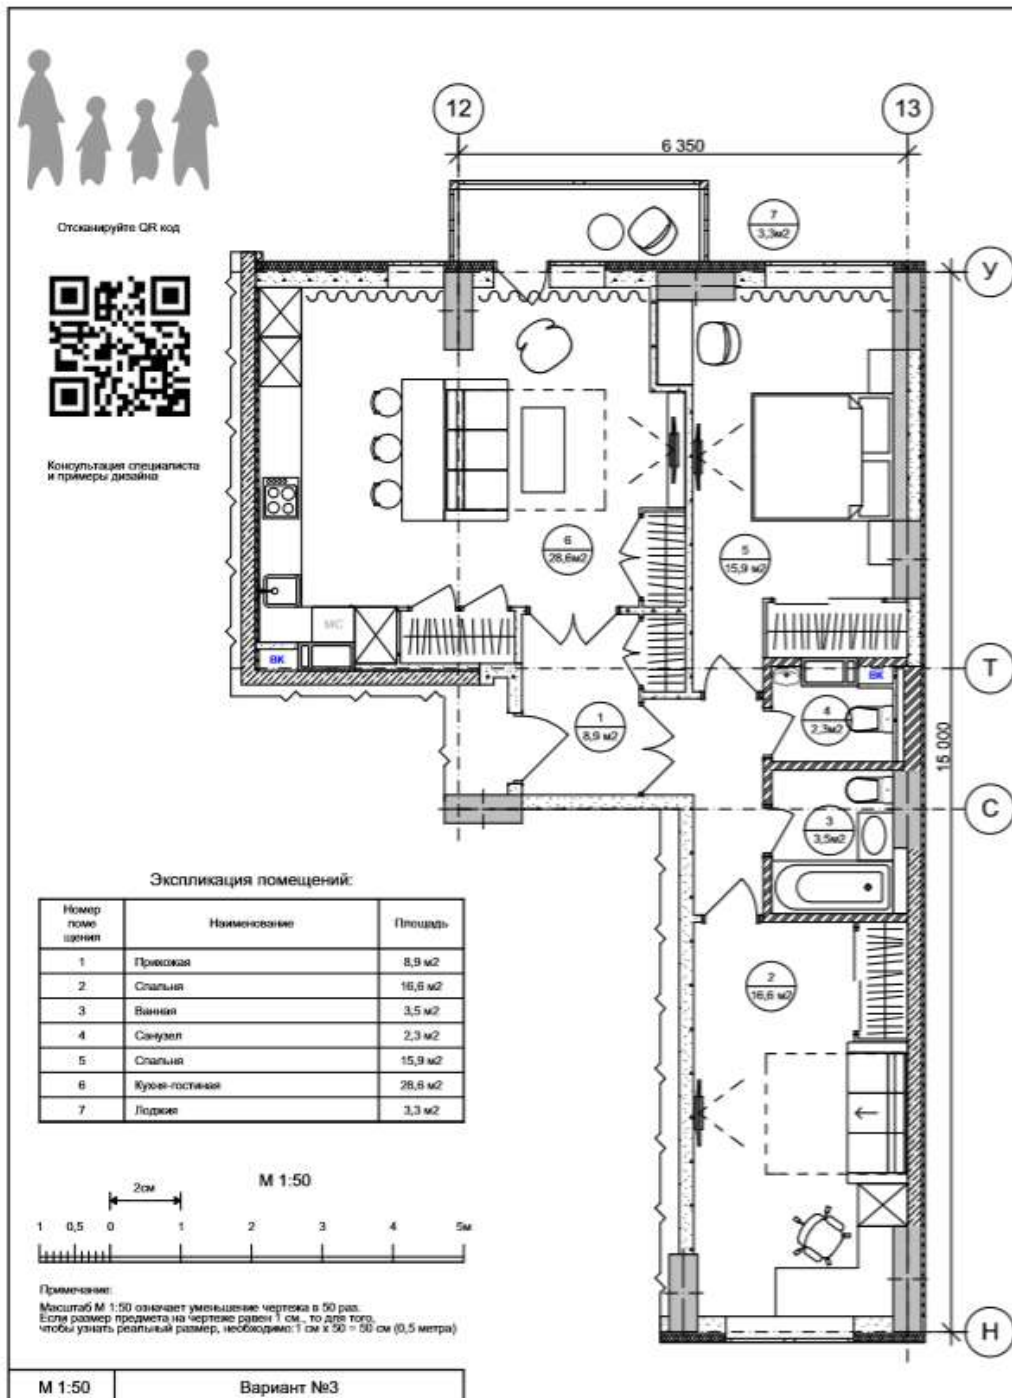 12
13
6 350
Отсканируйте QR код
7
3,3м2
У
Консультация специалиста
и примеры дизайна
6
28,6м2
5
15,9 м2
МС
ВК
ВК
Т
4
2,3м2
1
8,9 м2
15 000
С
3
3,5м2
Экспликация помещений:
Номер поме щения Наименование Площадь
1 Прихожая 8,9 м2
2 Спальня 16,6 м2
3 Ванная 3,5 м2
4 Санузел 2,3 м2
5 Спальня 15,9 м2
6 Кухня-гостиная 28,6 м2
7 Лоджия 3,3 м2
2
16,6 м2
М 1:50
2см
1 0,5 0 1 2 3 4 5м
Примечание:
Масштаб М 1:50 означает уменьшение чертежа в 50 раз.
Если размер предмета на чертеже равен 1 см., то для того,
чтобы узнать реальный размер, необходимо:1 см х 50 = 50 см (0,5 метра)
Н
М 1:50 Вариант №3